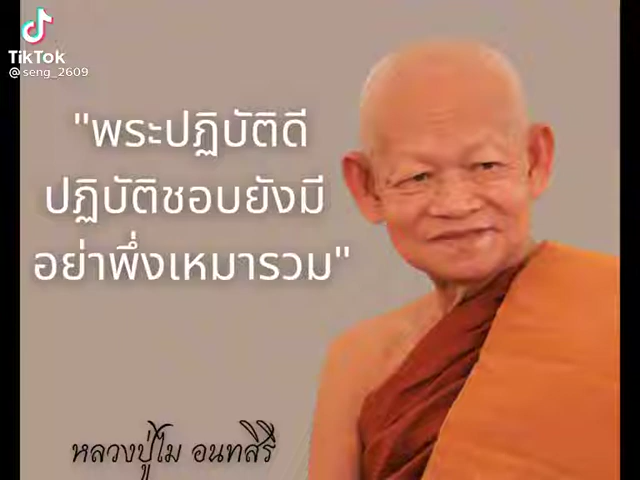 TikTok
@seng_2609
"พระปฏิบัติดี
ปฏิบัติชอบยังมี
อย่าพึ่งเหมารวม"
หลวงปู่ไม อินทสิริ